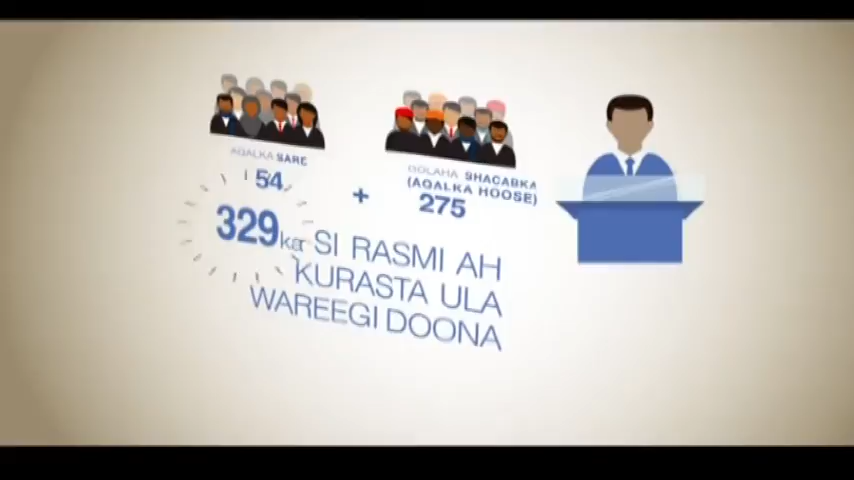 AQALKA SARE
54
+
GOLAHA SHACABKA
(AQALKA HOOSE)
275
329ka SI RASMI AH
KURASTA ULA
WAREEGI DOONA